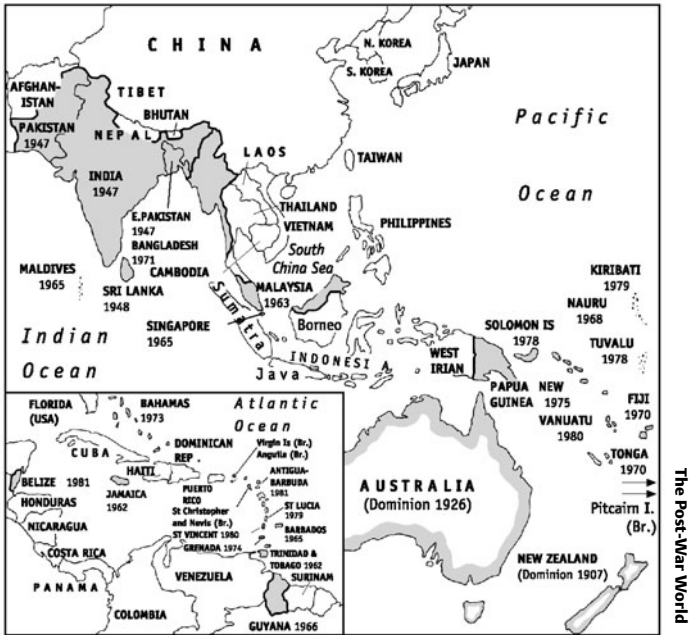 CHINA
N. KOREA
S. KOREA
JAPAN
AFGHAN-
ISTAN
TIBET
BHUTAN
PAKISTAN
1947
NEPAL
Pacific
Ocean
LAOS
TAIWAN
INDIA
1947
THAILAND
VIETNAM
PHILIPPINES
E.PAKISTAN
1947
BANGLADESH
1971
South
China Sea
CAMBODIA
MALDIVES
1965
SRI LANKA
1948
MALAYSIA
1963
KIRIBATI
1979
NAURU
1968
Sumatra
SINGAPORE
1965
Borneo
SOLOMON IS
1978
TUVALU
1978
Indian
Ocean
INDONESIA
Java
WEST
IRIAN
PAPUA NEW
GUINEA 1975
VANUATU
1980
FIJI
1970
TONGA
1970
AUSTRALIA
(Dominion 1926)
Pitcairn I.
(Br.)
NEW ZEALAND
(Dominion 1907)
FLORIDA
(USA)
BAHAMAS
1973
Atlantic
Ocean
CUBA
DOMINICAN
REP
Virgin Is (Br.)
Anguila (Br.)
HAITI
BELIZE 1981
JAMAICA
1962
PUERTO
RICO
ANTIGUA-
BARBUDA
1981
HONDURAS
St Christopher
and Nevis (Br.)
ST LUCIA
1979
NICARAGUA
ST VINCENT 1980
BARBADOS
1965
GRENADA 1974
COSTA RICA
TRINIDAD &
TOBAGO 1962
VENEZUELA
SURINAM
PANAMA
COLOMBIA
GUYANA 1966
The Post-War World